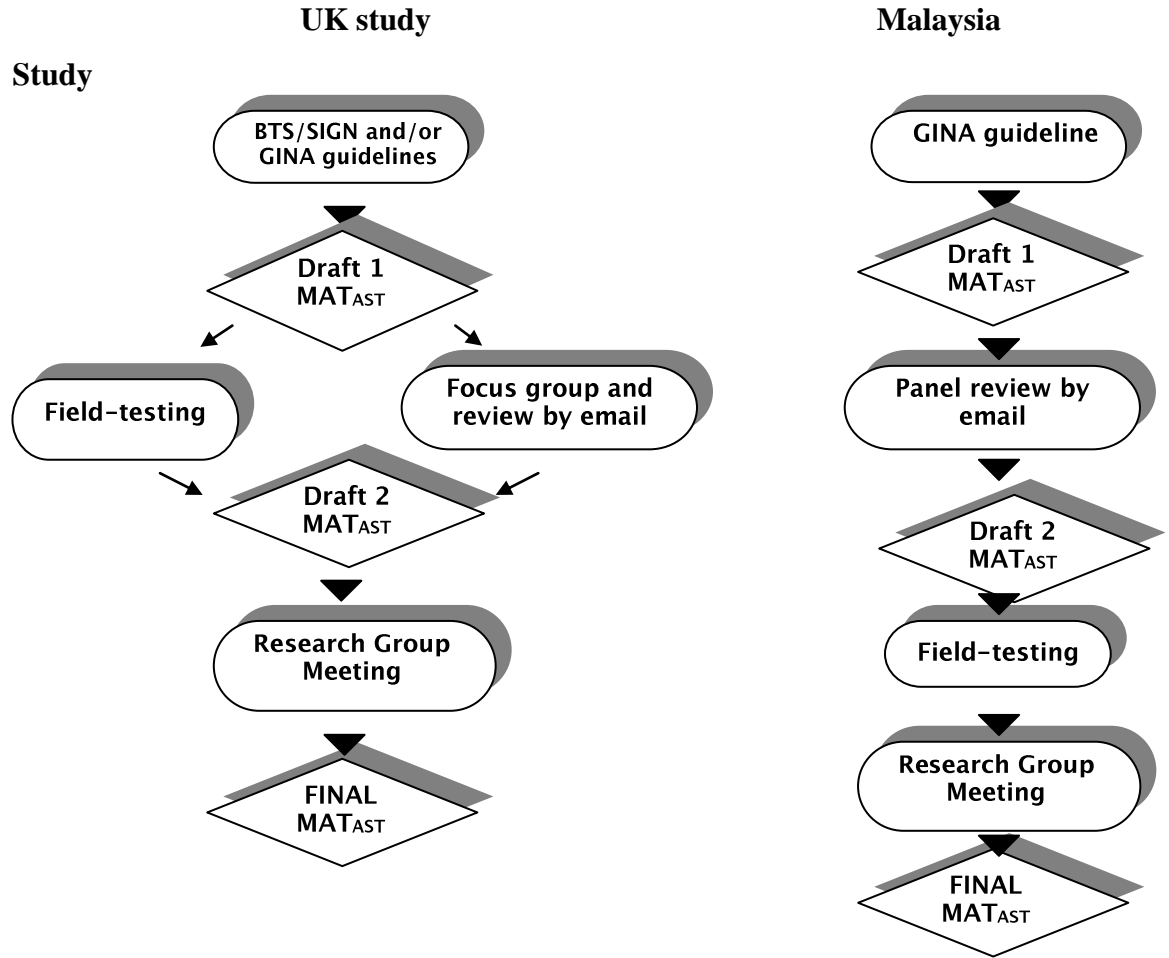 UK study
Malaysia
Study
BTS/SIGN and/or
GINA guidelines
Draft 1
MATAST
Field-testing
Focus group and
review by email
Draft 2
MATAST
Research Group
Meeting
FINAL
MATAST
GINA guideline
Draft 1
MATAST
Panel review by
email
Draft 2
MATAST
Field-testing
Research Group
Meeting
FINAL
MATAST